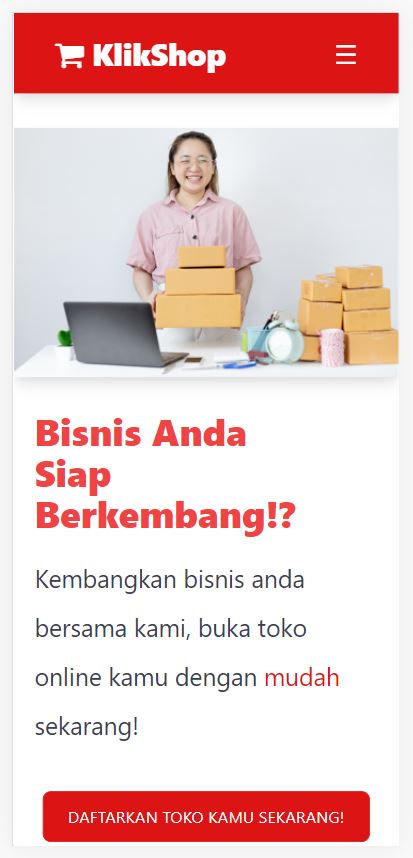 KlikShop
Bisnis Anda
Siap
Berkembang!?
Kembangkan bisnis anda
bersama kami, buka toko
online kamu dengan mudah
sekarang!
DAFTARKAN TOKO KAMU SEKARANG!